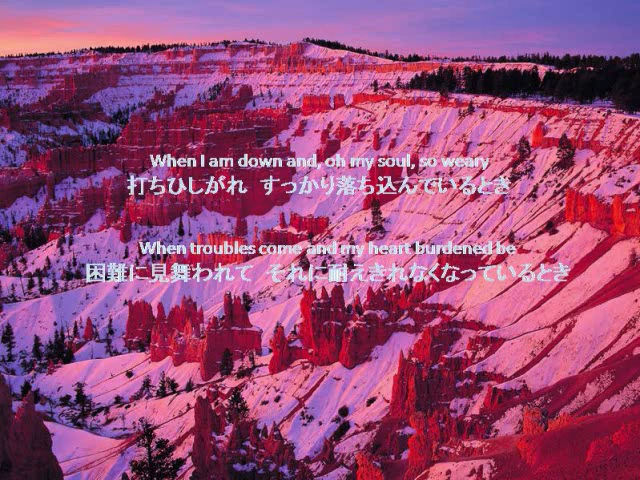 When I am down and, oh my soul, so weary
打ちひしがれ　すっかり落ち込んでいるとき
When troubles come and my heart burdened be
困難に見舞われて　それに耐えきれなくなっているとき